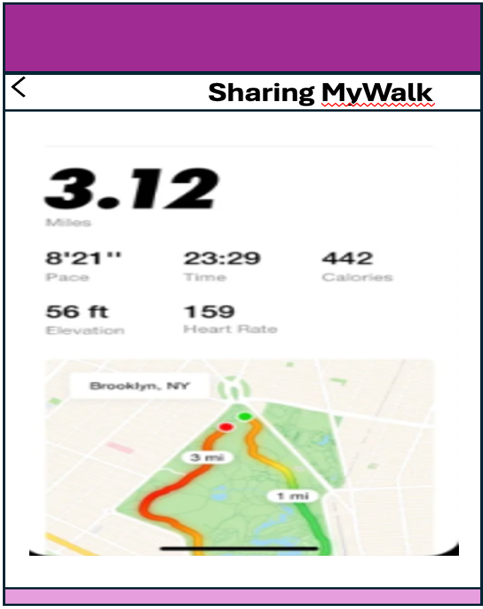 Sharing MyWalk
3.12
Miles
8'21" 23:29 442
Pace Time Calories
56 ft 159
Elevation Heart Rate
Brooklyn, NY
3 mi
1 mi